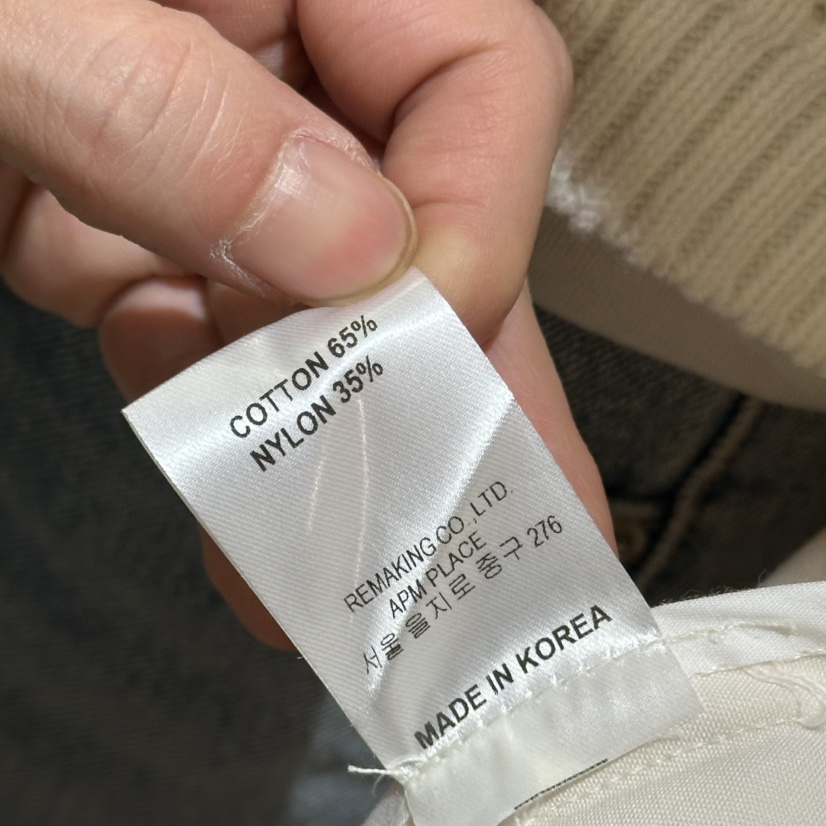 COTTON 65%
NYLON 35%
REMAKING CO.,LTD.
APM PLACE
서울 을지로 중구 276
MADE IN KOREA